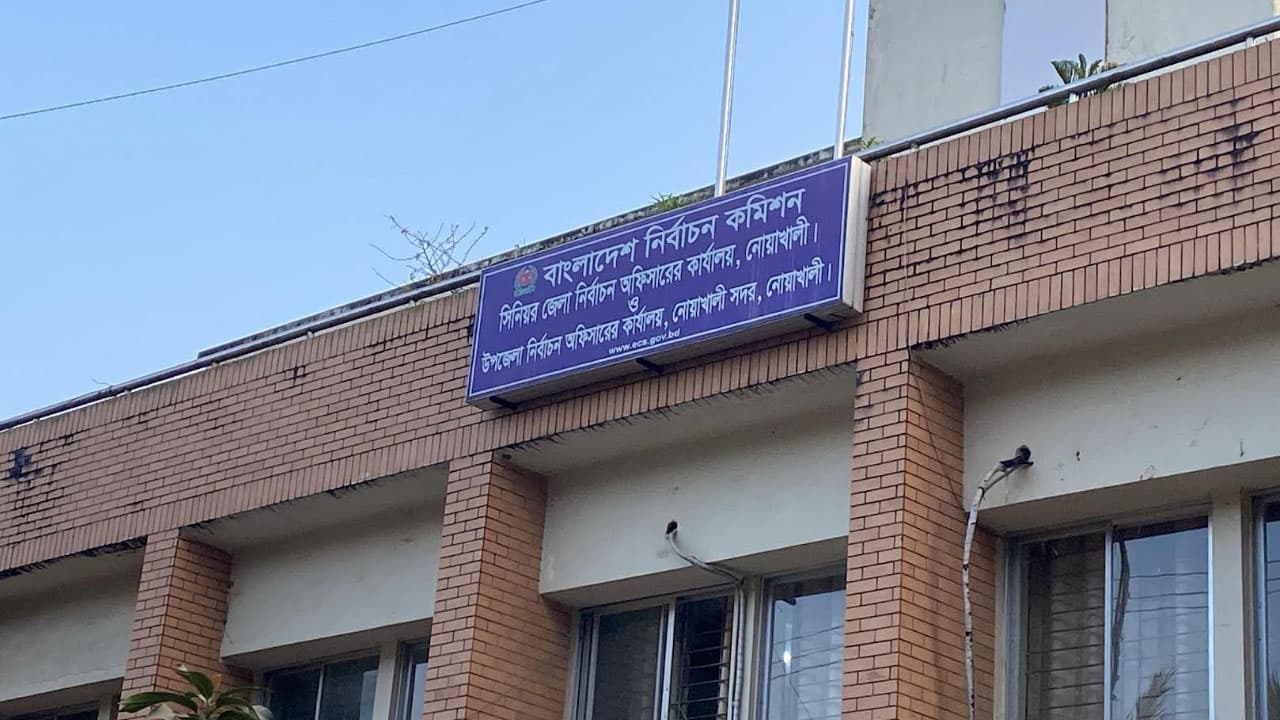 বাংলাদেশ নির্বাচন কমিশন
সিনিয়র জেলা নির্বাচন অফিসারের কার্যালয়, নোয়াখালী।
ও
উপজেলা নির্বাচন অফিসারের কার্যালয়, নোয়াখালী সদর, নোয়াখালী।
www.ecs.gov.bd